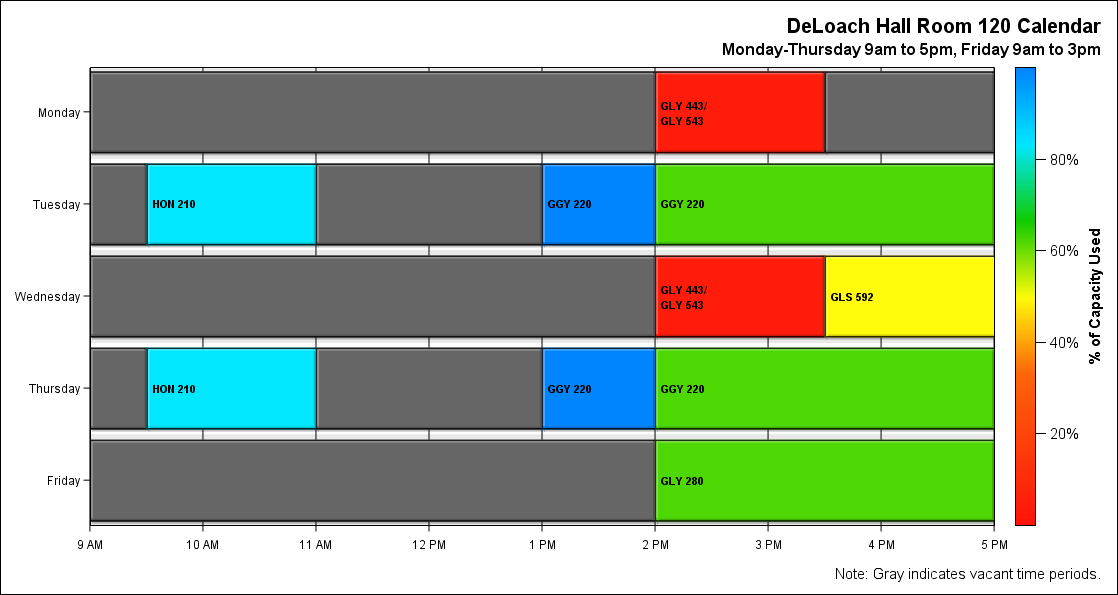 DeLoach Hall Room 120 Calendar
Monday-Thursday 9am to 5pm, Friday 9am to 3pm
Monday
GLY 443/
GLY 543
Tuesday
HON 210
GGY 220
GGY 220
Wednesday
GLY 443/
GLY 543
GLS 592
Thursday
HON 210
GGY 220
GGY 220
Friday
GLY 280
9 AM
10 AM
11 AM
12 PM
1 PM
2 PM
3 PM
4 PM
5 PM
80%
60%
40%
20%
% of Capacity Used
Note: Gray indicates vacant time periods.